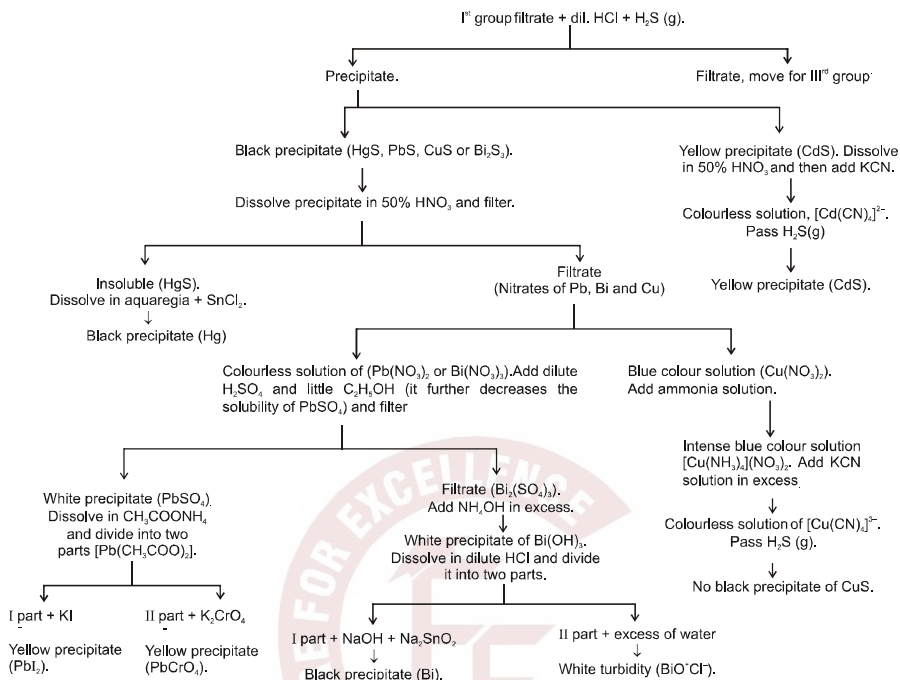 Iˢᵗ group filtrate + dil. HCl + H₂S (g).
Precipitate.
Filtrate, move for IIIʳᵈ group
Black precipitate (HgS, PbS, CuS or Bi₂S₃).
Yellow precipitate (CdS). Dissolve
in 50% HNO₃ and then add KCN.
Dissolve precipitate in 50% HNO₃ and filter.
Colourless solution, [Cd(CN)₄]²⁻.
Pass H₂S(g)
Yellow precipitate (CdS).
Insoluble (HgS).
Dissolve in aquaregia + SnCl₂.
↓
Black precipitate (Hg)
Filtrate
(Nitrates of Pb, Bi and Cu)
Colourless solution of (Pb(NO₃)₂ or Bi(NO₃)₃).Add dilute
H₂SO₄ and little C₂H₅OH (it further decreases the
solubility of PbSO₄) and filter
Blue colour solution (Cu(NO₃)₂).
Add ammonia solution.
Intense blue colour solution
[Cu(NH₃)₄](NO₃)₂. Add KCN
solution in excess
Colourless solution of [Cu(CN)₄]³⁻.
Pass H₂S (g).
No black precipitate of CuS.
White precipitate (PbSO₄)
Dissolve in CH₃COONH₄
and divide into two
parts [Pb(CH₃COO)₂].
Filtrate (Bi₂(SO₄)₃).
Add NH₄OH in excess.
White precipitate of Bi(OH)₃.
Dissolve in dilute HCl and divide
it into two parts.
I part + KI
Yellow precipitate
(PbI₂).
II part + K₂CrO₄
Yellow precipitate
(PbCrO₄).
I part + NaOH + Na₂SnO₂
Black precipitate (Bi).
II part + excess of water
White turbidity (BiO⁺Cl⁻).
FOR EXCELLENCE